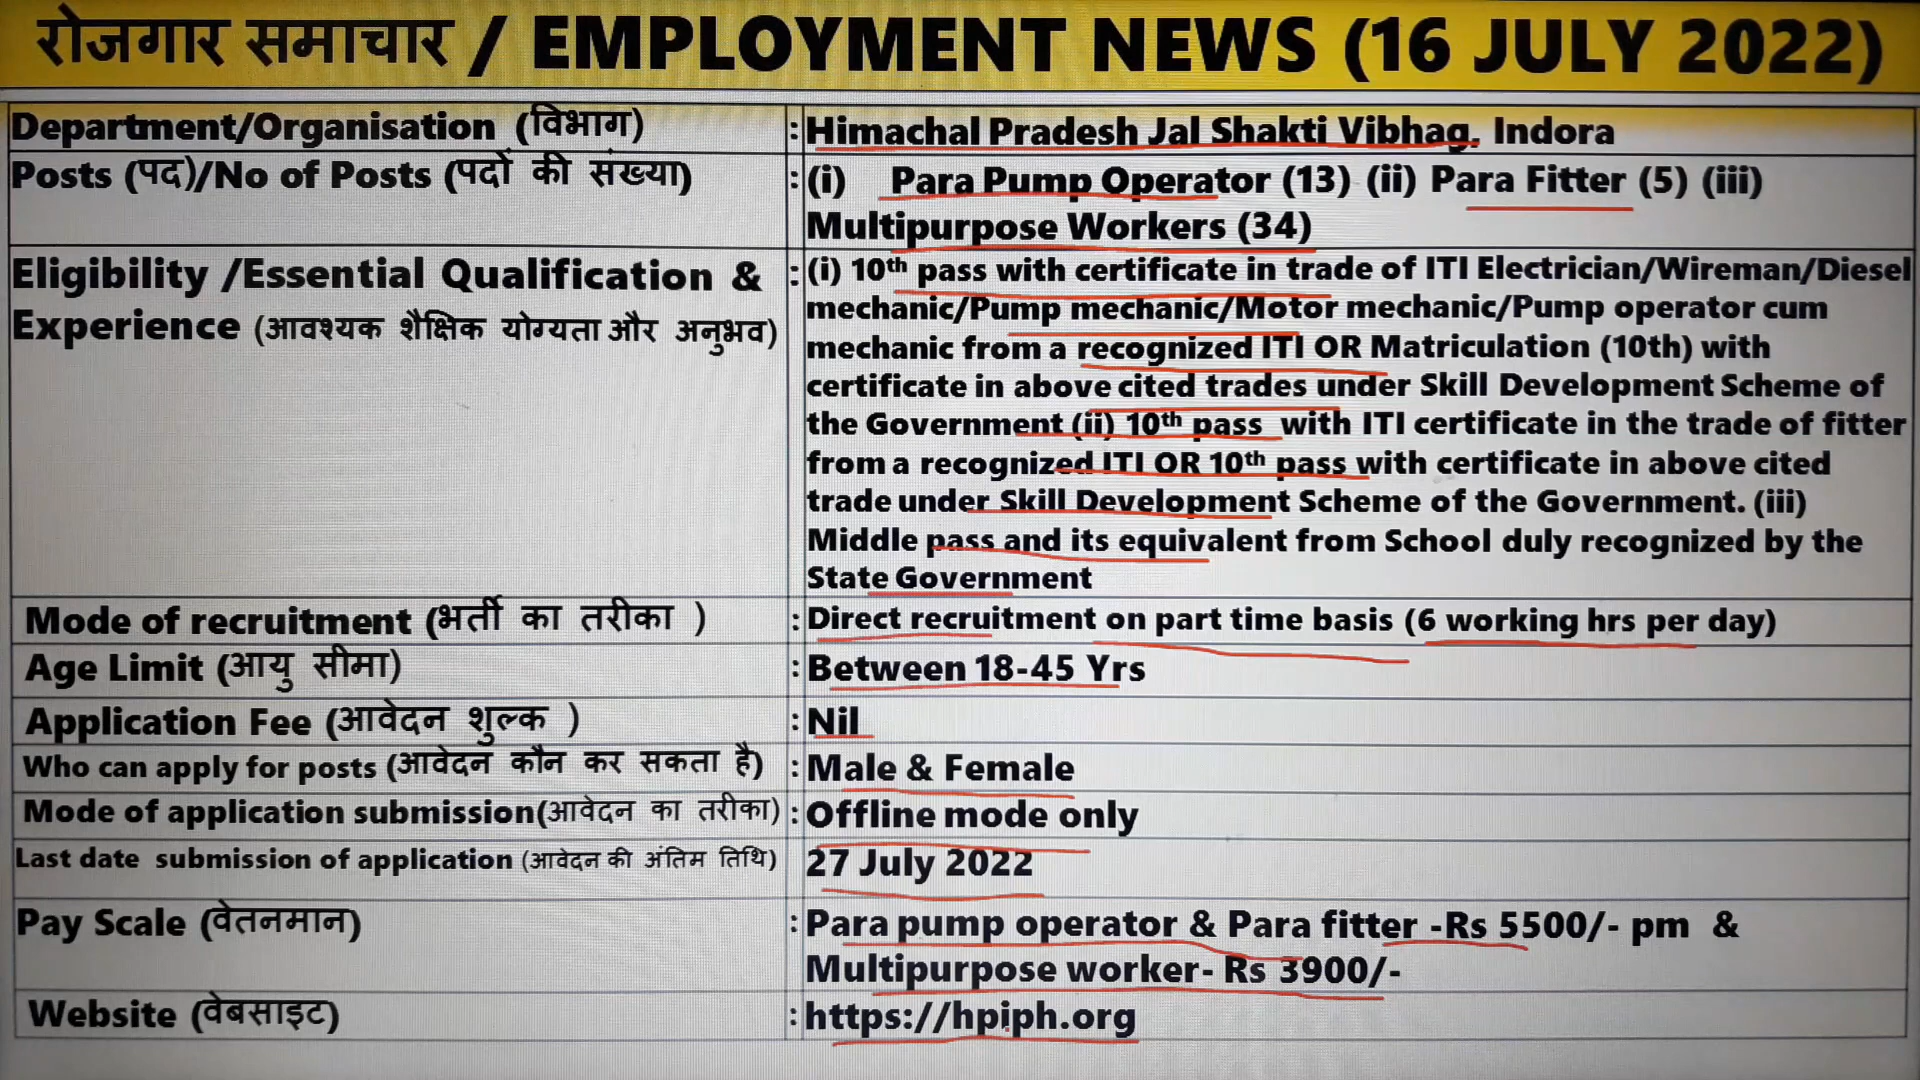 रोजगार समाचार / EMPLOYMENT NEWS (16 JULY 2022)
Department/Organisation (विभाग) : Himachal Pradesh Jal Shakti Vibhag, Indora
Posts (पद)/No of Posts (पदों की संख्या) : (i) Para Pump Operator (13) (ii) Para Fitter (5) (iii)
Multipurpose Workers (34)
Eligibility /Essential Qualification & : (i) 10th pass with certificate in trade of ITI Electrician/Wireman/Diesel
Experience (आवश्यक शैक्षिक योग्यता और अनुभव) mechanic/Pump mechanic/Motor mechanic/Pump operator cum
mechanic from a recognized ITI OR Matriculation (10th) with
certificate in above cited trades under Skill Development Scheme of
the Government (ii) 10th pass with ITI certificate in the trade of fitter
from a recognized ITI OR 10th pass with certificate in above cited
trade under Skill Development Scheme of the Government. (iii)
Middle pass and its equivalent from School duly recognized by the
State Government
Mode of recruitment (भर्ती का तरीका ) : Direct recruitment on part time basis (6 working hrs per day)
Age Limit (आयु सीमा) : Between 18-45 Yrs
Application Fee (आवेदन शुल्क ) : Nil
Who can apply for posts (आवेदन कौन कर सकता है) : Male & Female
Mode of application submission(आवेदन का तरीका) : Offline mode only
Last date submission of application (आवेदन की अंतिम तिथि) 27 July 2022
Pay Scale (वेतनमान) : Para pump operator & Para fitter -Rs 5500/- pm &
Multipurpose worker- Rs 3900/-
Website (वेबसाइट) : https://hpiph.org